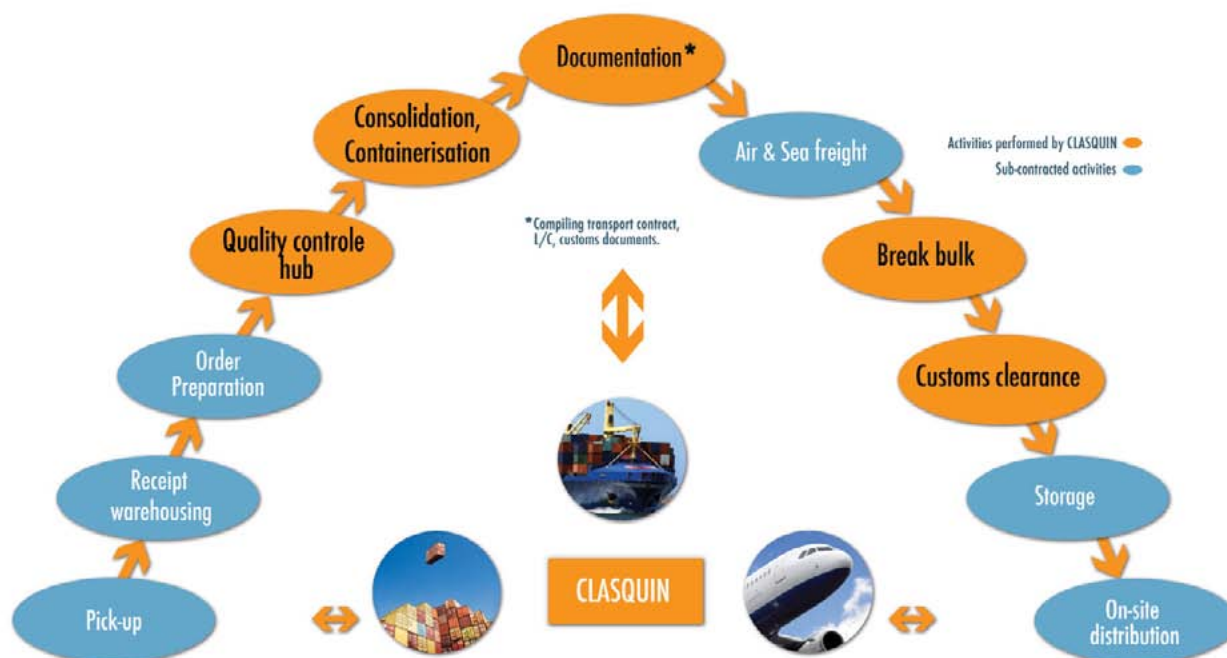 Documentation*
Consolidation,
Containerisation
Air & Sea freight
Activities performed by CLASQUIN
Sub-contracted activities
*Compiling transport contract,
L/C, customs documents.
Quality controle
hub
Break bulk
Order
Preparation
Customs clearance
Receipt
warehousing
Storage
CLASQUIN
Pick-up
On-site
distribution